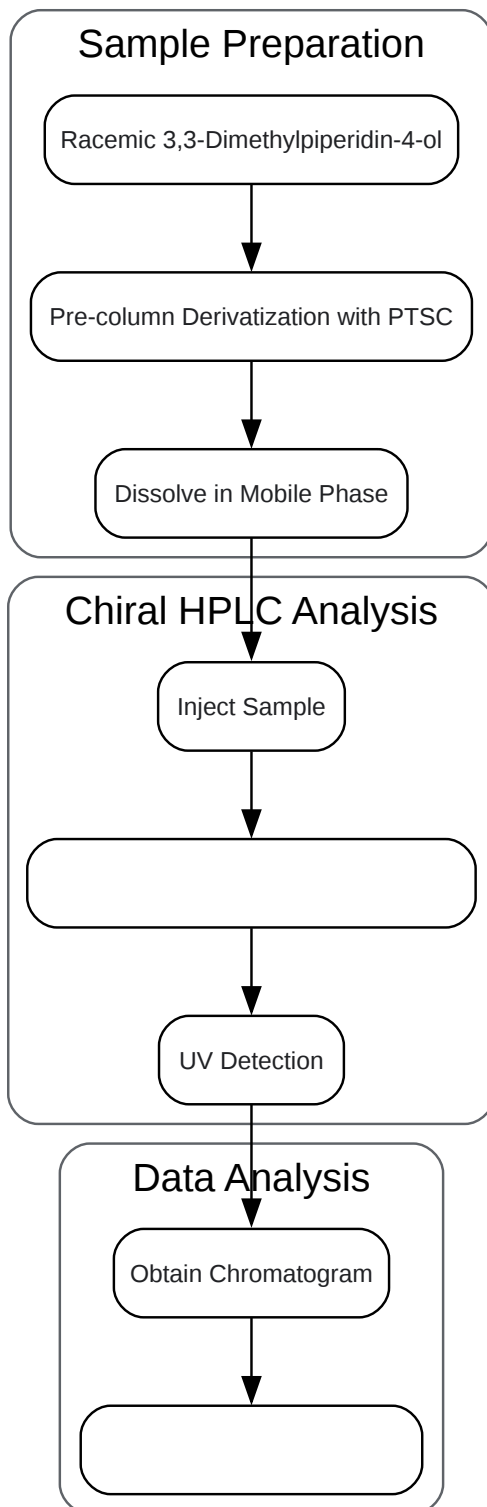 Sample Preparation
Racemic 3,3-Dimethylpiperidin-4-ol
Pre-column Derivatization with PTSC
Dissolve in Mobile Phase
Chiral HPLC Analysis
Inject Sample
UV Detection
Data Analysis
Obtain Chromatogram